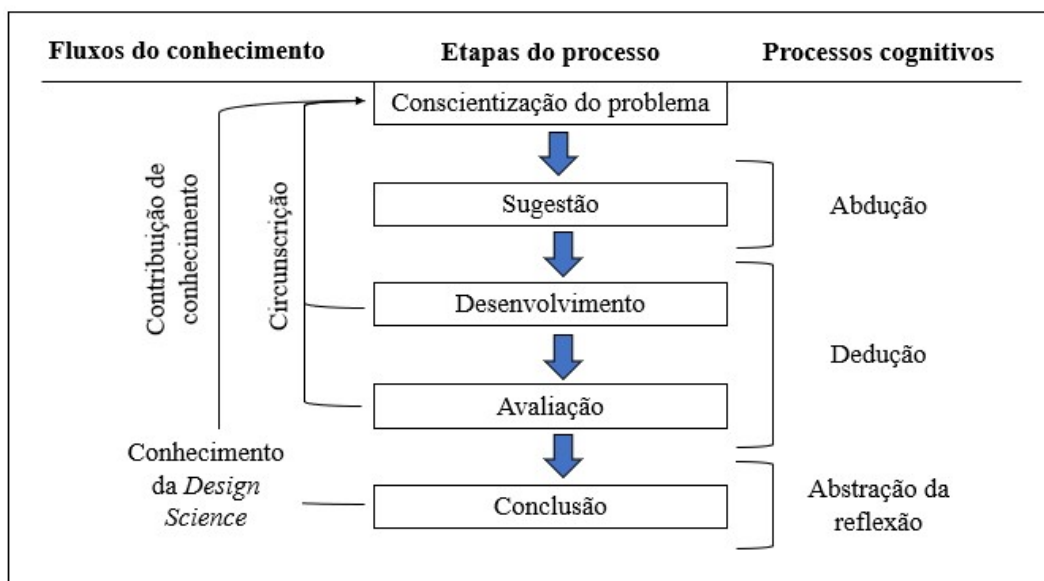 Fluxos do conhecimento
Etapas do processo
Processos cognitivos
Conscientização do problema
Sugestão
Abdução
Contribuição de
conhecimento
Circunscrição
Desenvolvimento
Dedução
Avaliação
Conhecimento
da Design
Science
Conclusão
Abstração da
reflexão